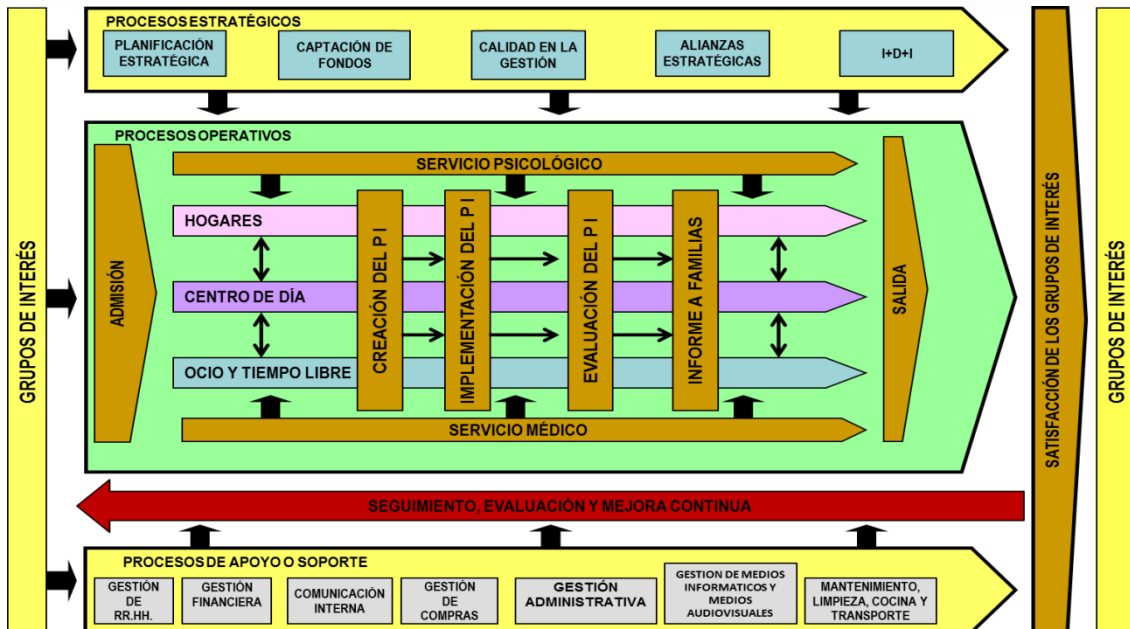 PROCESOS ESTRATÉGICOS
PLANIFICACIÓN
ESTRATÉGICA
CAPTACIÓN DE
FONDOS
CALIDAD EN LA
GESTIÓN
ALIANZAS
ESTRATÉGICAS
I+D+I
GRUPOS DE INTERÉS
PROCESOS OPERATIVOS
ADMISIÓN
SERVICIO PSICOLÓGICO
HOGARES
CENTRO DE DÍA
OCIO Y TIEMPO LIBRE
CREACIÓN DEL P I
IMPLEMENTACIÓN DEL P I
EVALUACIÓN DEL PI
INFORME A FAMILIAS
SERVICIO MÉDICO
SALIDA
SATISFACCIÓN DE LOS GRUPOS DE INTERÉS
GRUPOS DE INTERÉS
SEGUIMIENTO, EVALUACIÓN Y MEJORA CONTINUA
PROCESOS DE APOYO O SOPORTE
GESTIÓN
DE
RR.HH.
GESTIÓN
FINANCIERA
COMUNICACIÓN
INTERNA
GESTIÓN
DE
COMPRAS
GESTIÓN
ADMINISTRATIVA
GESTION DE MEDIOS
INFORMATICOS Y
MEDIOS
AUDIOVISUALES
MANTENIMIENTO,
LIMPIEZA, COCINA Y
TRANSPORTE